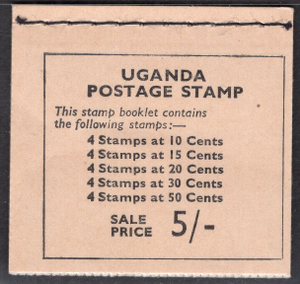 UGANDA
POSTAGE STAMP
This stamp booklet contains
the following stamps:—
4 Stamps at 10 Cents
4 Stamps at 15 Cents
4 Stamps at 20 Cents
4 Stamps at 30 Cents
4 Stamps at 50 Cents
SALE
PRICE 5/-